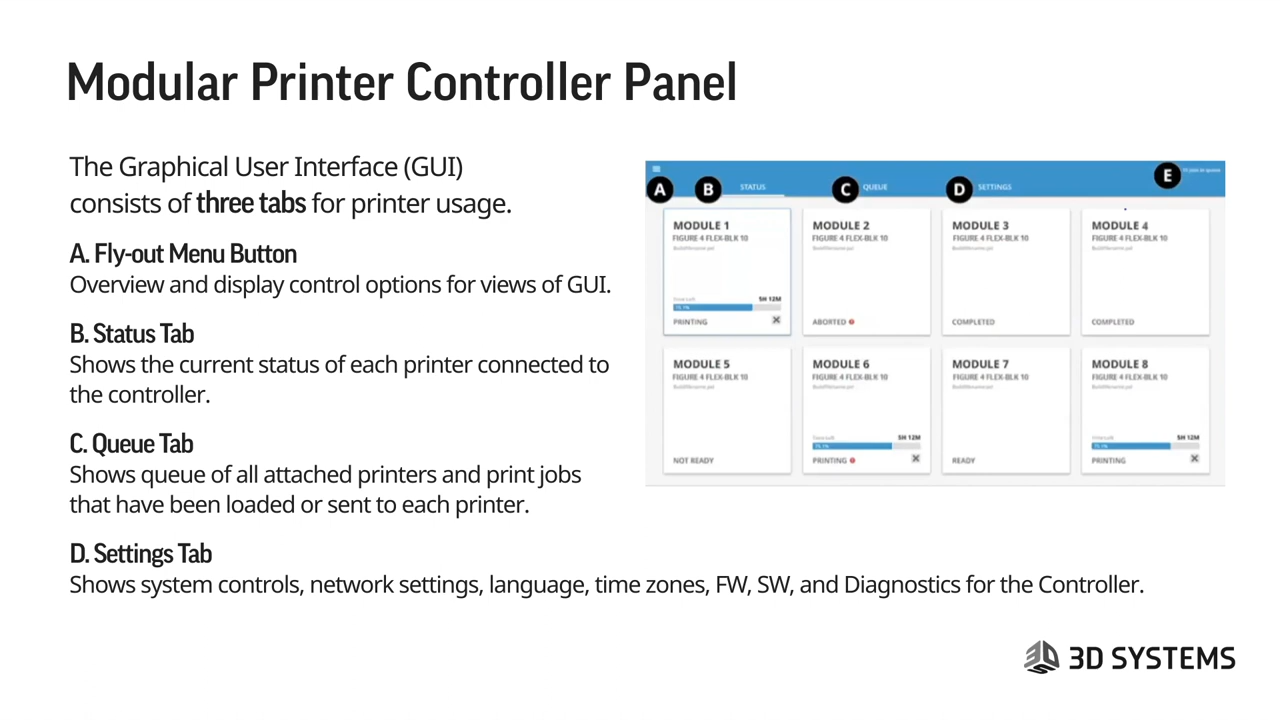 Modular Printer Controller Panel
The Graphical User Interface (GUI)
consists of three tabs for printer usage.
A. Fly-out Menu Button
Overview and display control options for views of GUI.
B. Status Tab
Shows the current status of each printer connected to
the controller.
C. Queue Tab
Shows queue of all attached printers and print jobs
that have been loaded or sent to each printer.
D. Settings Tab
Shows system controls, network settings, language, time zones, FW, SW, and Diagnostics for the Controller.
A B STATUS C QUEUE D SETTINGS E jobs in queue
MODULE 1
FIGURE 4 FLEX-BLK 10
5H 12M
PRINTING
MODULE 2
FIGURE 4 FLEX-BLK 10
ABORTED
MODULE 3
FIGURE 4 FLEX-BLK 10
COMPLETED
MODULE 4
FIGURE 4 FLEX-BLK 10
COMPLETED
MODULE 5
FIGURE 4 FLEX-BLK 10
NOT READY
MODULE 6
FIGURE 4 FLEX-BLK 10
5H 12M
PRINTING
MODULE 7
FIGURE 4 FLEX-BLK 10
READY
MODULE 8
FIGURE 4 FLEX-BLK 10
5H 12M
PRINTING
3D SYSTEMS